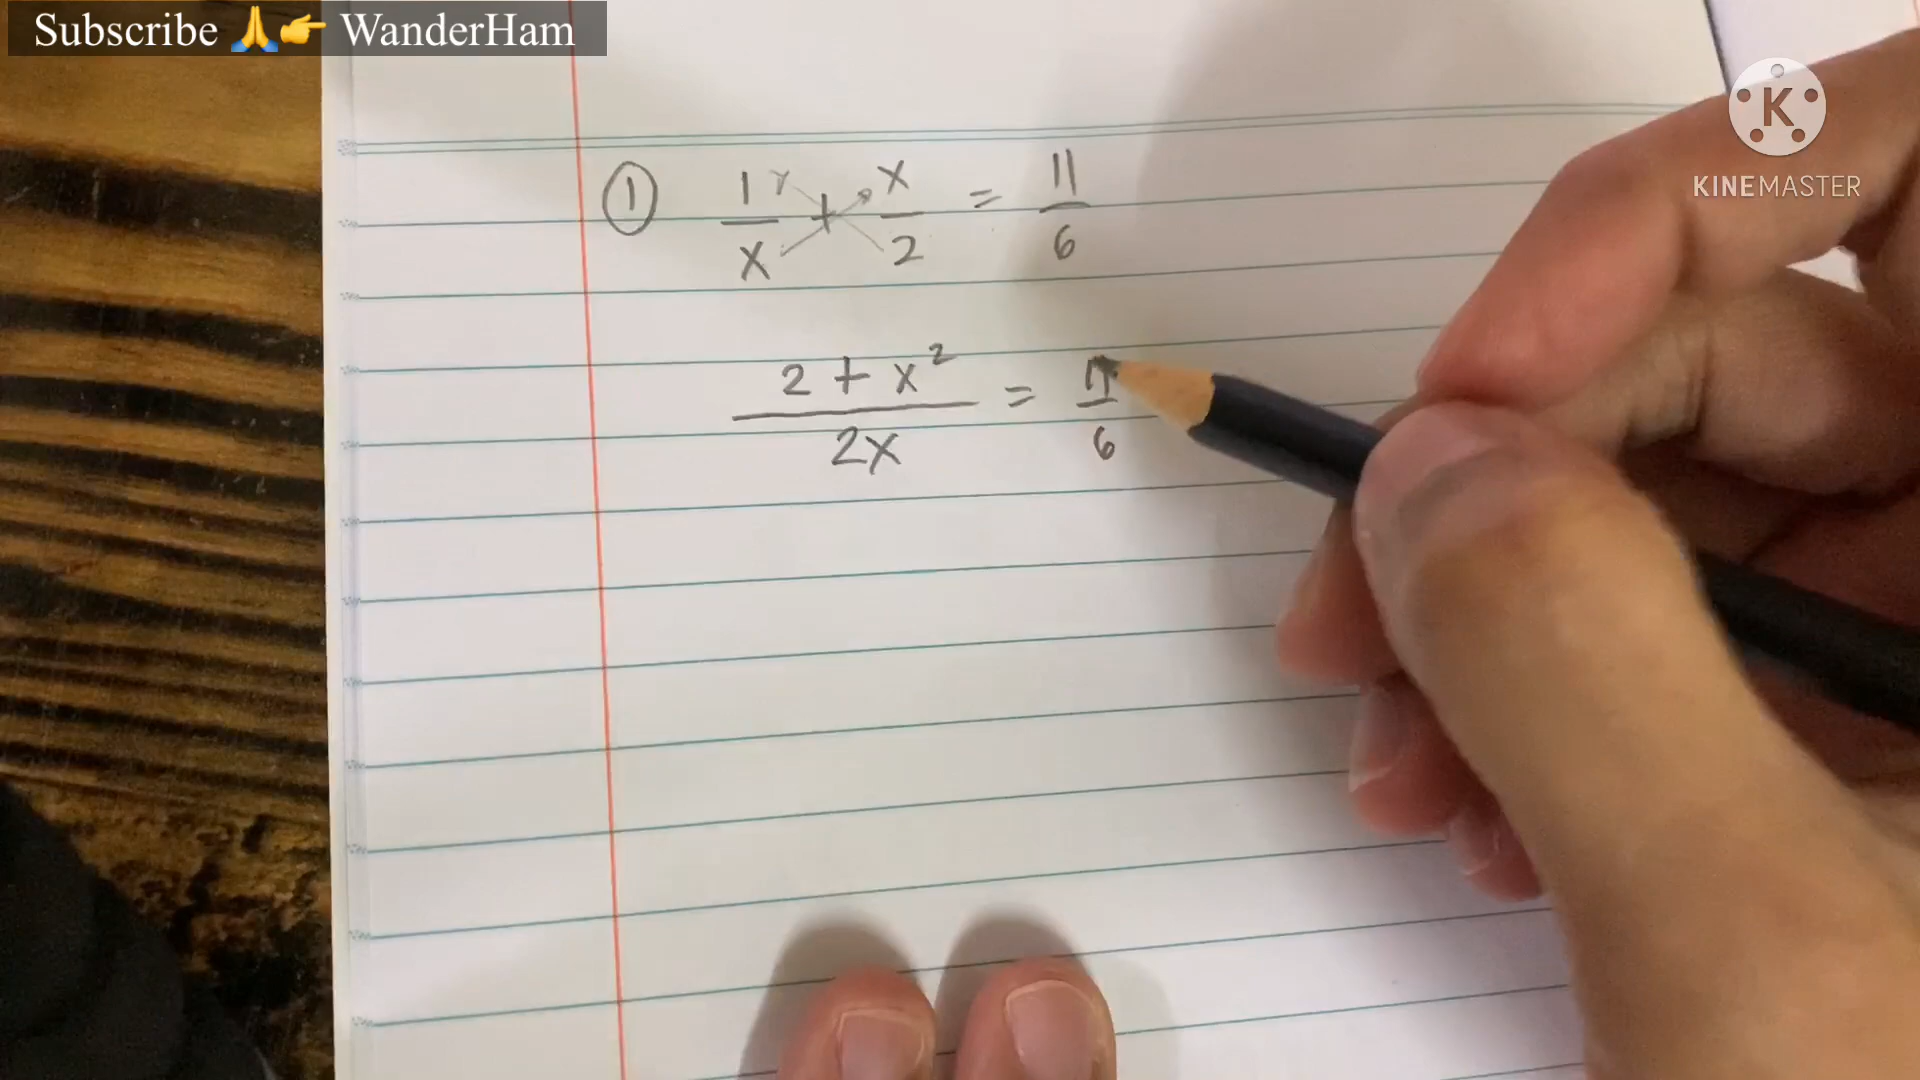 Subscribe 🙏👉 WanderHam
K
KINEMASTER
① 1/x + x/2 = 11/6
2 + x² / 2x = 11/6